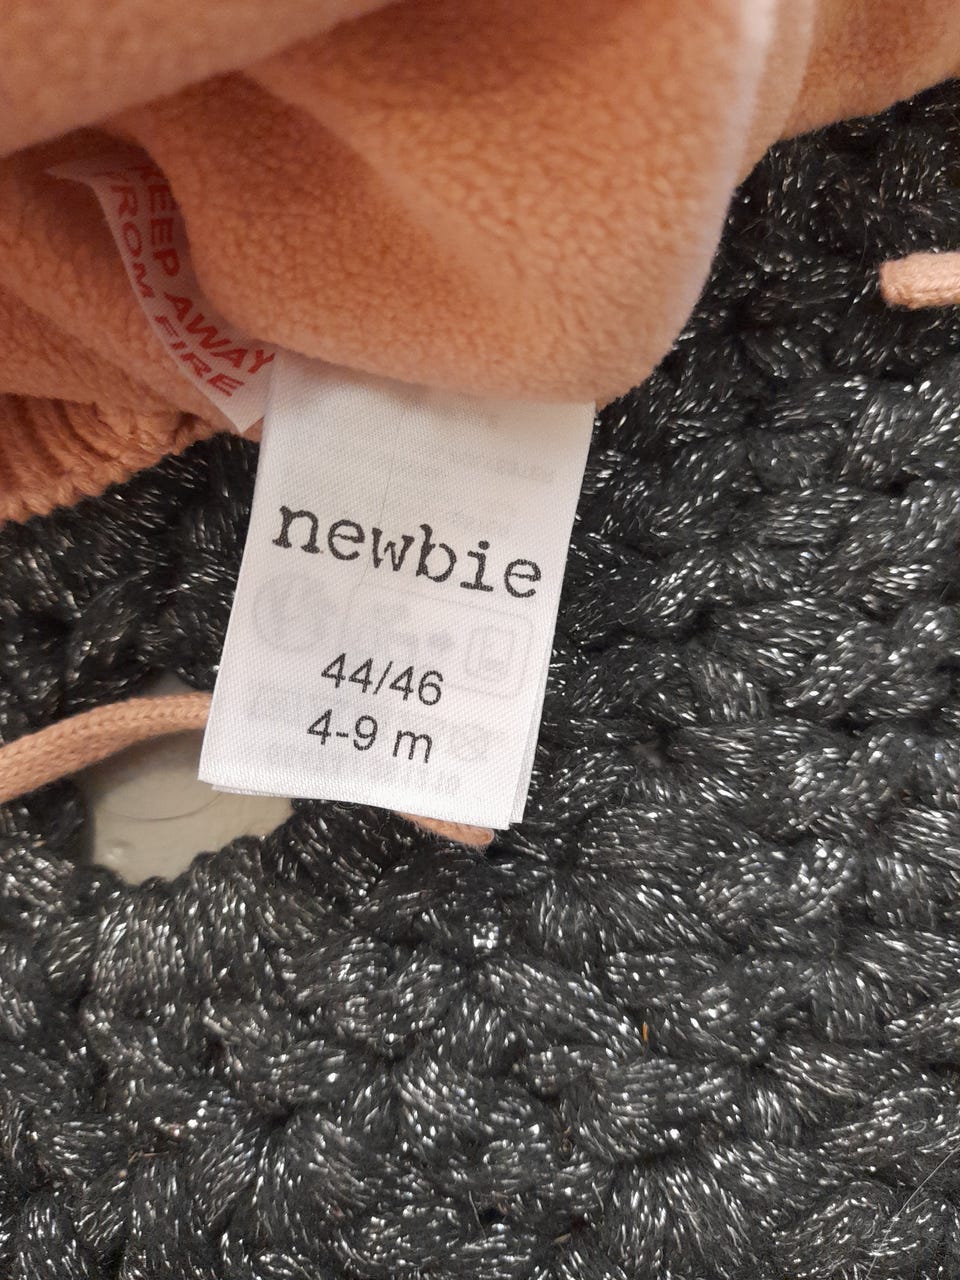 KEEP AWAY
FROM FIRE
newbie
44/46
4-9 m